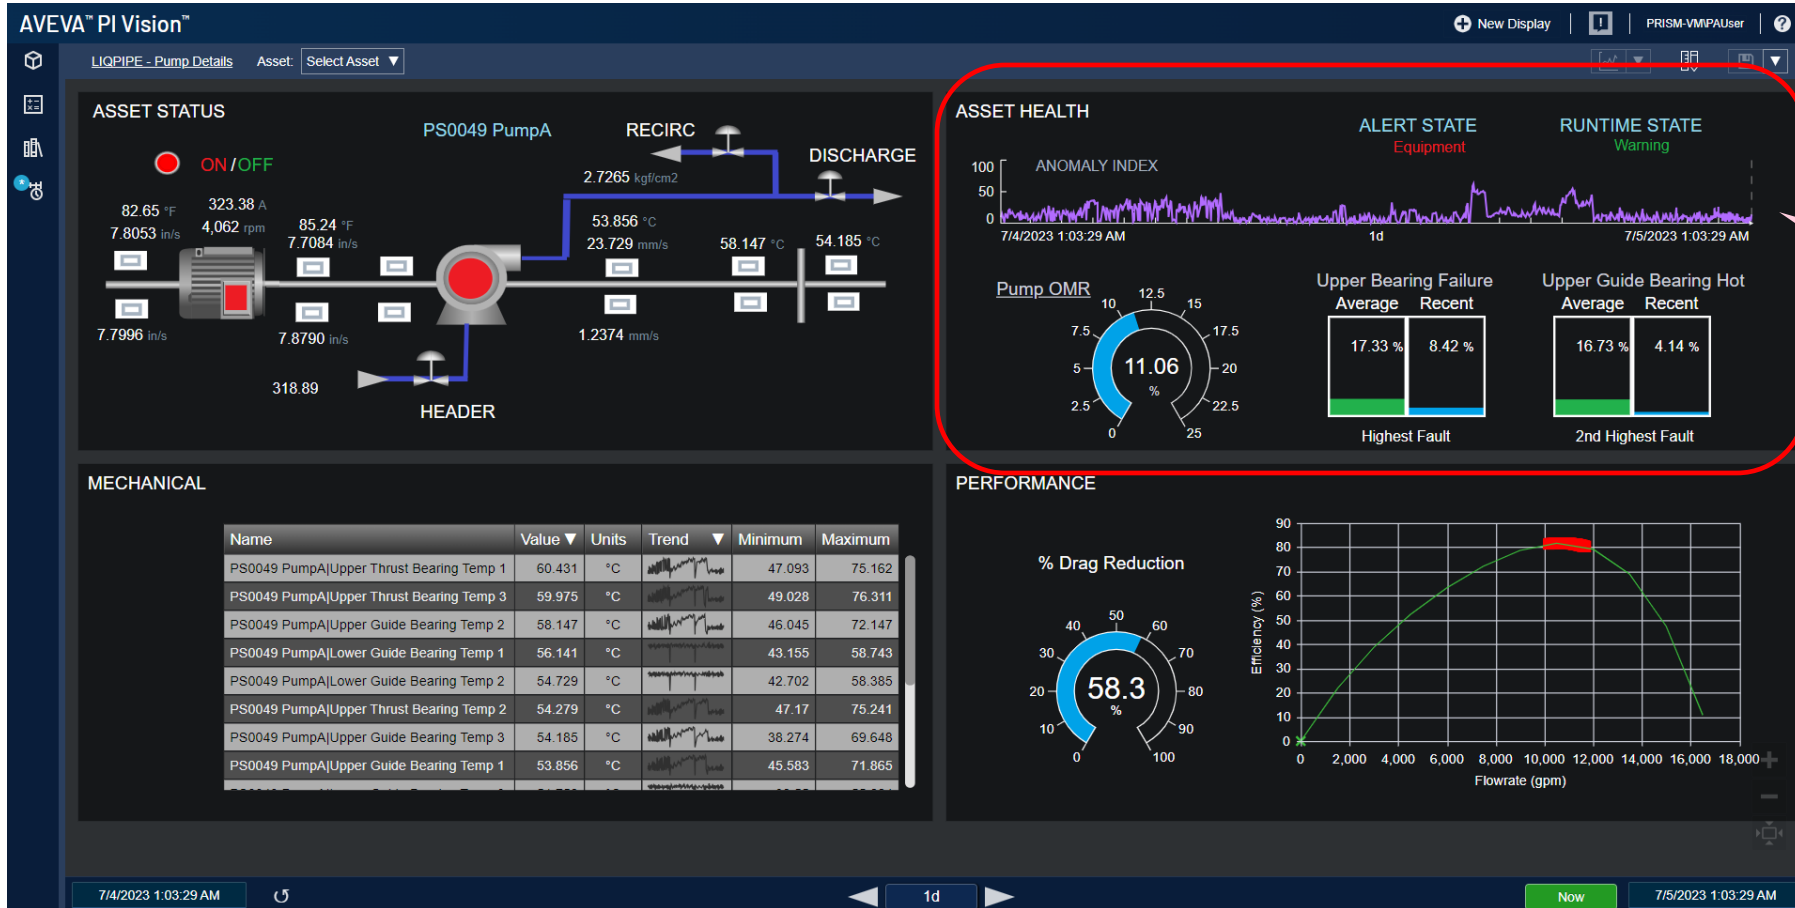 AVEVA™ PI Vision™
New Display
PRISM-VM\PAUser
LIQPIPE - Pump Details
Asset: Select Asset ▼
ASSET STATUS
PS0049 PumpA
RECIRC
DISCHARGE
ON / OFF
2.7265 kgf/cm2
82.65 °F
7.8053 in/s
323.38 A
4,062 rpm
85.24 °F
7.7084 in/s
53.856 °C
23.729 mm/s
58.147 °C
54.185 °C
7.7996 in/s
7.8790 in/s
1.2374 mm/s
318.89
HEADER
ASSET HEALTH
ALERT STATE
Equipment
RUNTIME STATE
Warning
ANOMALY INDEX
100
50
0
7/4/2023 1:03:29 AM
1d
7/5/2023 1:03:29 AM
Pump OMR
0
2.5
5
7.5
10
12.5
15
17.5
20
22.5
25
11.06
%
Upper Bearing Failure
Average Recent
17.33 % 8.42 %
Highest Fault
Upper Guide Bearing Hot
Average Recent
16.73 % 4.14 %
2nd Highest Fault
MECHANICAL
Name Value ▼ Units Trend ▼ Minimum Maximum
PS0049 PumpA|Upper Thrust Bearing Temp 1 60.431 °C 47.093 75.162
PS0049 PumpA|Upper Thrust Bearing Temp 3 59.975 °C 49.028 76.311
PS0049 PumpA|Upper Guide Bearing Temp 2 58.147 °C 46.045 72.147
PS0049 PumpA|Lower Guide Bearing Temp 1 56.141 °C 43.155 58.743
PS0049 PumpA|Lower Guide Bearing Temp 2 54.729 °C 42.702 58.385
PS0049 PumpA|Upper Thrust Bearing Temp 2 54.279 °C 47.17 75.241
PS0049 PumpA|Upper Guide Bearing Temp 3 54.185 °C 38.274 69.648
PS0049 PumpA|Upper Guide Bearing Temp 1 53.856 °C 45.583 71.865
PERFORMANCE
% Drag Reduction
0
10
20
30
40
50
60
70
80
90
100
58.3
%
Efficiency (%)
90
80
70
60
50
40
30
20
10
0
0 2,000 4,000 6,000 8,000 10,000 12,000 14,000 16,000 18,000
Flowrate (gpm)
7/4/2023 1:03:29 AM
1d
Now
7/5/2023 1:03:29 AM